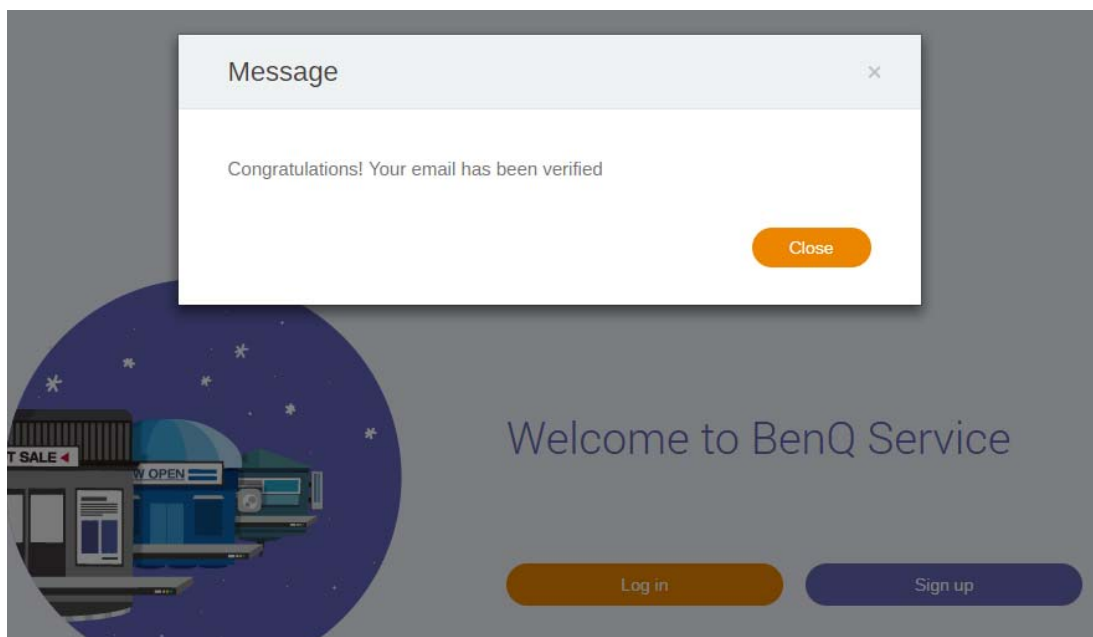 Message
×
Congratulations! Your email has been verified
Close
Welcome to BenQ Service
T SALE
W OPEN
Log in
Sign up